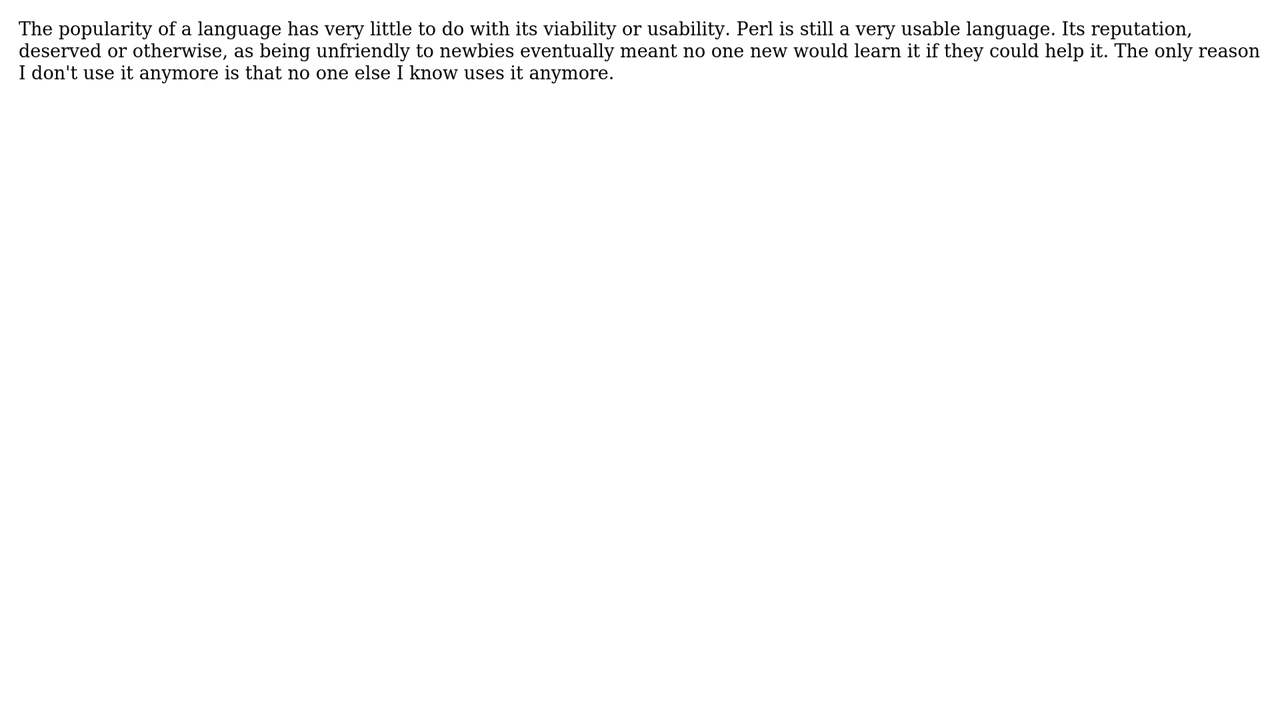 The popularity of a language has very little to do with its viability or usability. Perl is still a very usable language. Its reputation,
deserved or otherwise, as being unfriendly to newbies eventually meant no one new would learn it if they could help it. The only reason
I don't use it anymore is that no one else I know uses it anymore.